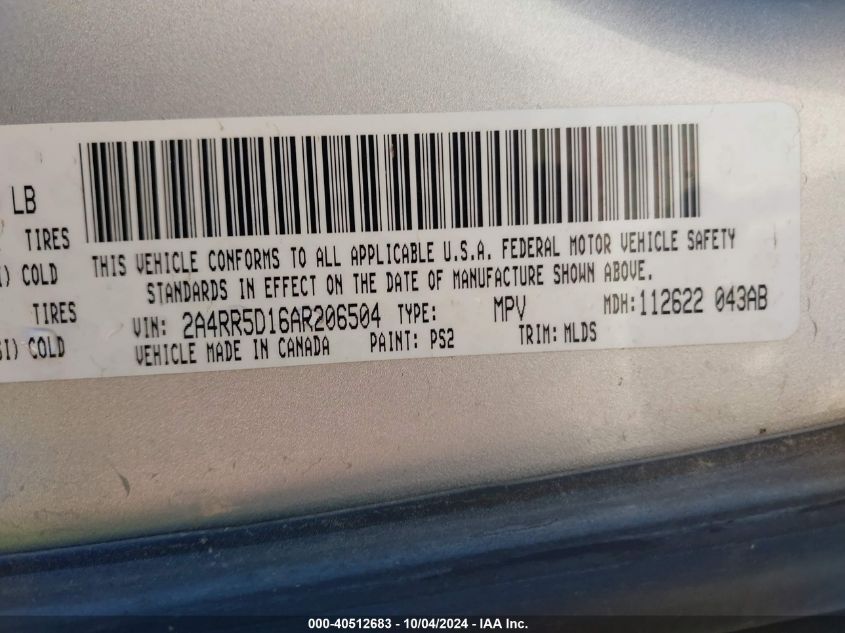 LB
TIRES
COLD
TIRES
COLD
THIS VEHICLE CONFORMS TO ALL APPLICABLE U.S.A. FEDERAL MOTOR VEHICLE SAFETY
STANDARDS IN EFFECT ON THE DATE OF MANUFACTURE SHOWN ABOVE.
VIN: 2A4RR5D16AR206504 TYPE: MPV MDH:112622 043AB
VEHICLE MADE IN CANADA PAINT: PS2 TRIM: MLDS
000-40512683 - 10/04/2024 - IAA Inc.